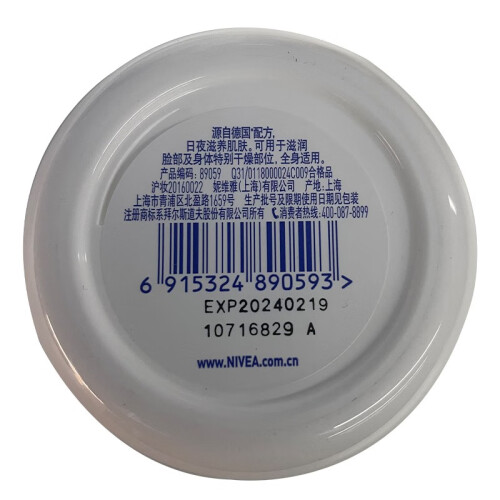 源自德国*配方,
日夜滋养肌肤。可用于滋润
脸部及身体特别干燥部位, 全身适用。
产品编码: 89059 Q31/0118000024C009合格品
沪妆20160022 妮维雅(上海)有限公司 产地:上海
上海市青浦区北盈路1659号 生产批号及限期使用日期见包装
注册商标系拜尔斯道夫股份有限公司所有 消费者热线:400-087-8899
6 915324 890593>
EXP20240219
10716829 A
www.NIVEA.com.cn